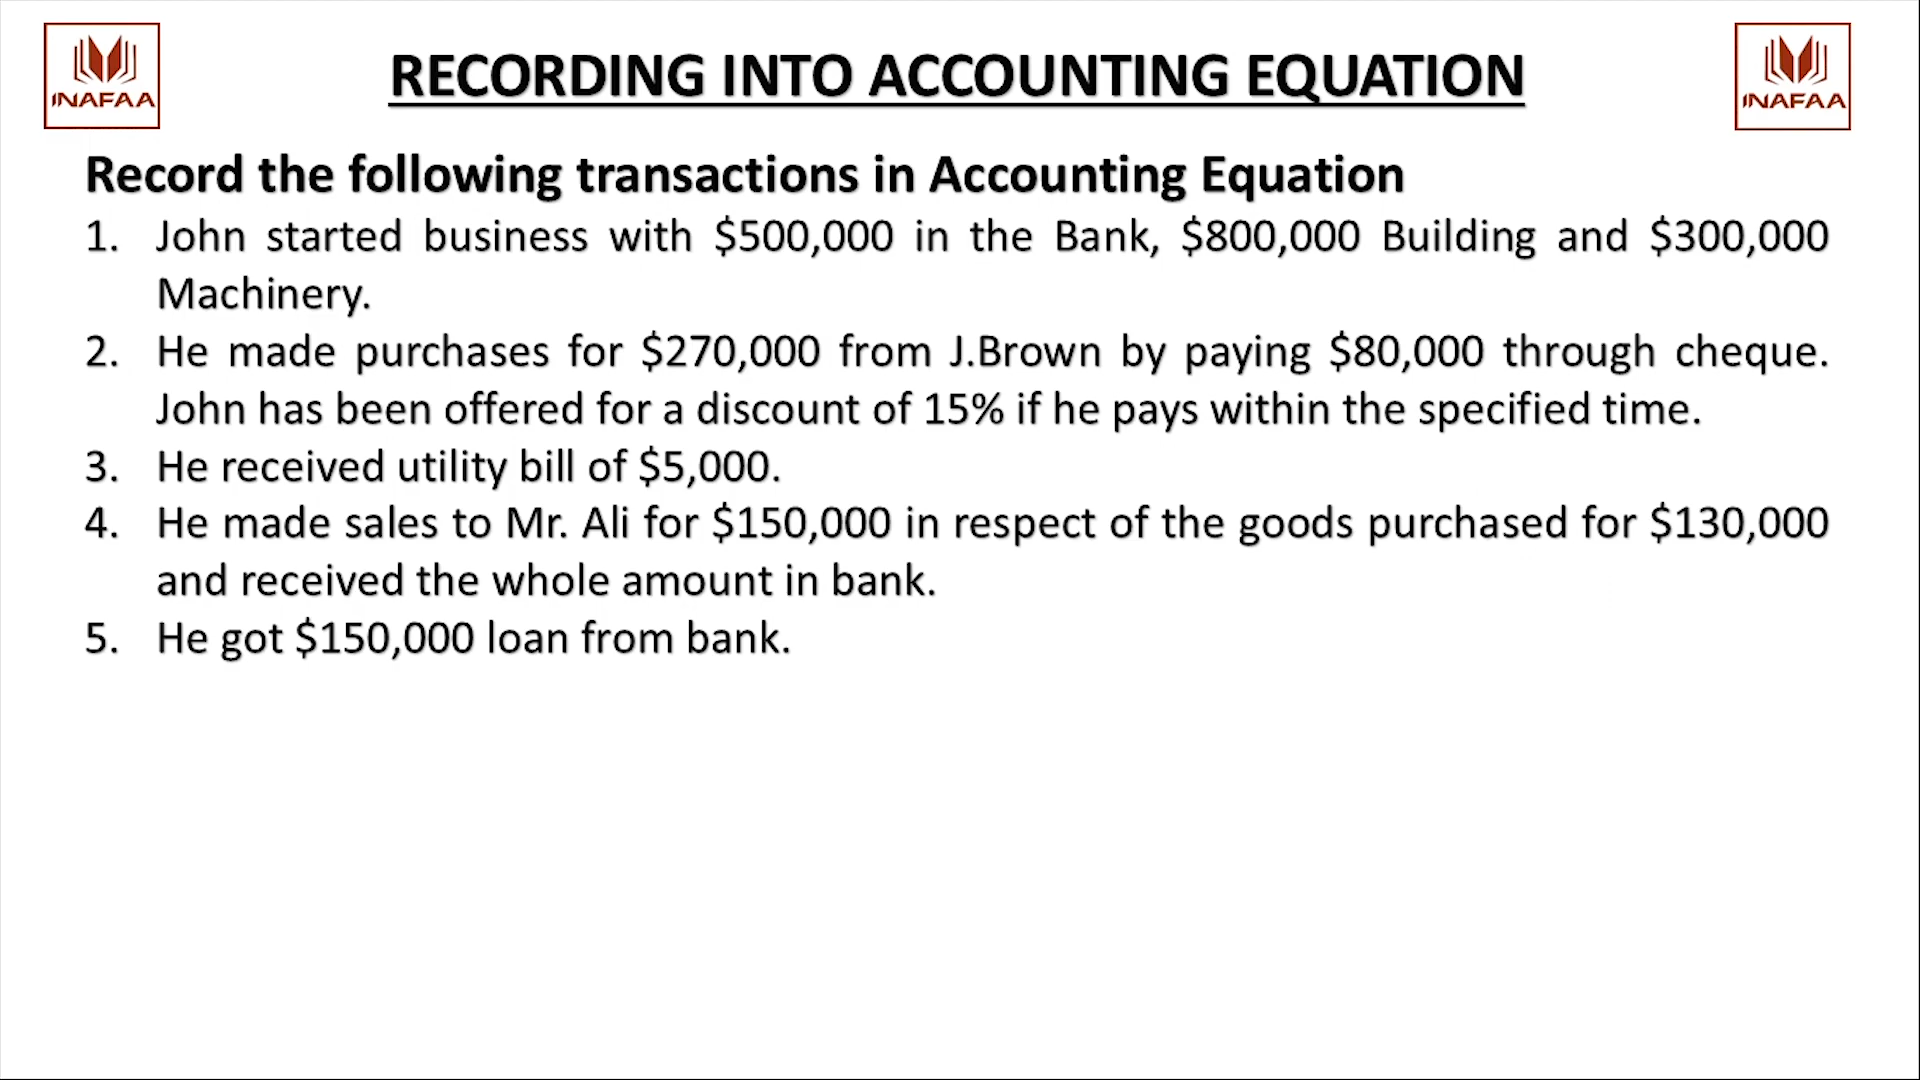 INAFAA
RECORDING INTO ACCOUNTING EQUATION
INAFAA
Record the following transactions in Accounting Equation
1. John started business with $500,000 in the Bank, $800,000 Building and $300,000
Machinery.
2. He made purchases for $270,000 from J.Brown by paying $80,000 through cheque.
John has been offered for a discount of 15% if he pays within the specified time.
3. He received utility bill of $5,000.
4. He made sales to Mr. Ali for $150,000 in respect of the goods purchased for $130,000
and received the whole amount in bank.
5. He got $150,000 loan from bank.